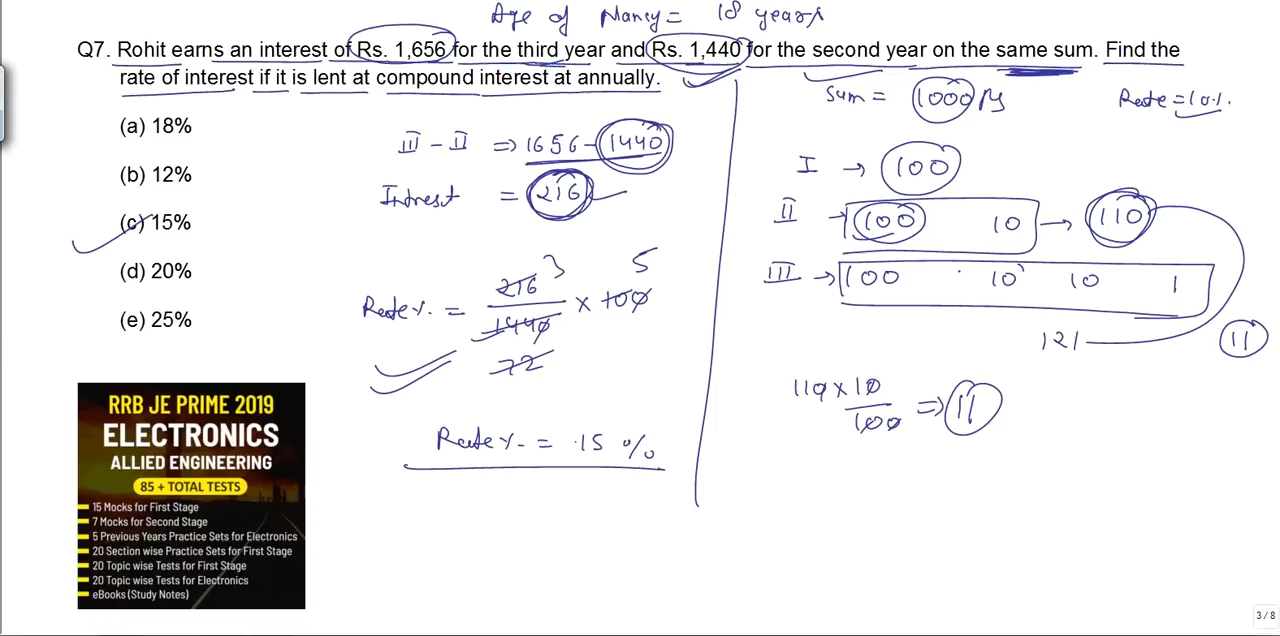 Age of Nancy = 18 years
Q7. Rohit earns an interest of Rs. 1,656 for the third year and Rs. 1,440 for the second year on the same sum. Find the
rate of interest if it is lent at compound interest at annually.
(a) 18%
(b) 12%
(c) 15%
(d) 20%
(e) 25%
III - II ⇒ 1656 - 1440
Intrest = 216
Rate %. = 216/1440 × 100
3
5
72
Rate %. = 15 %
Sum = 1000 Rs
Rate = 10%.
I → 100
II → 100 10 → 110
III → 100 10 10 1
121
11
110 × 10/100 ⇒ 11
RRB JE PRIME 2019
ELECTRONICS
ALLIED ENGINEERING
85 + TOTAL TESTS
15 Mocks for First Stage
7 Mocks for Second Stage
5 Previous Years Practice Sets for Electronics
20 Section wise Practice Sets for First Stage
20 Topic wise Tests for First Stage
20 Topic wise Tests for Electronics
eBooks (Study Notes)
3 / 8